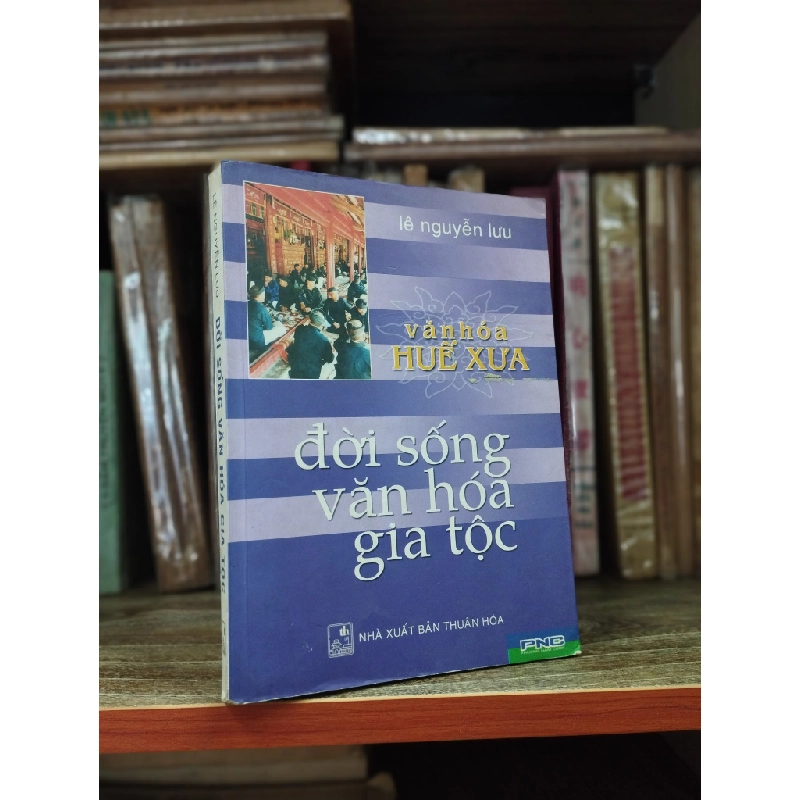 lê nguyễn lưu
văn hóa
HUẾ XƯA
đời sống
văn hóa
gia tộc
NHÀ XUẤT BẢN THUẬN HÓA
PNC
LÊ NGUYỄN LƯU ĐỜI SỐNG VĂN HÓA GIA TỘC